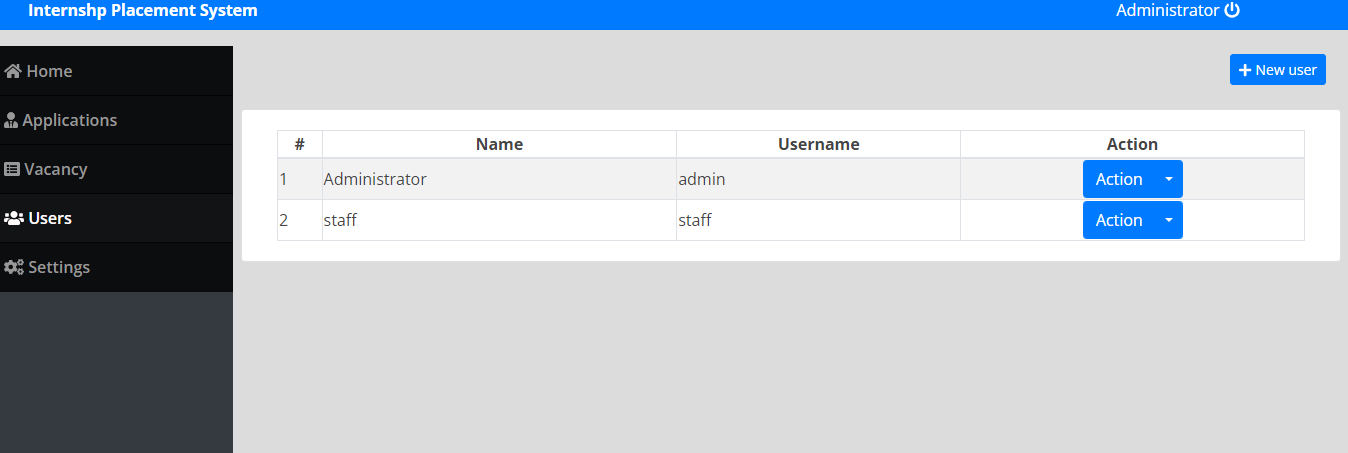 Internshp Placement System
Administrator
Home
Applications
Vacancy
Users
Settings
New user
# Name Username Action
1 Administrator admin Action
2 staff staff Action